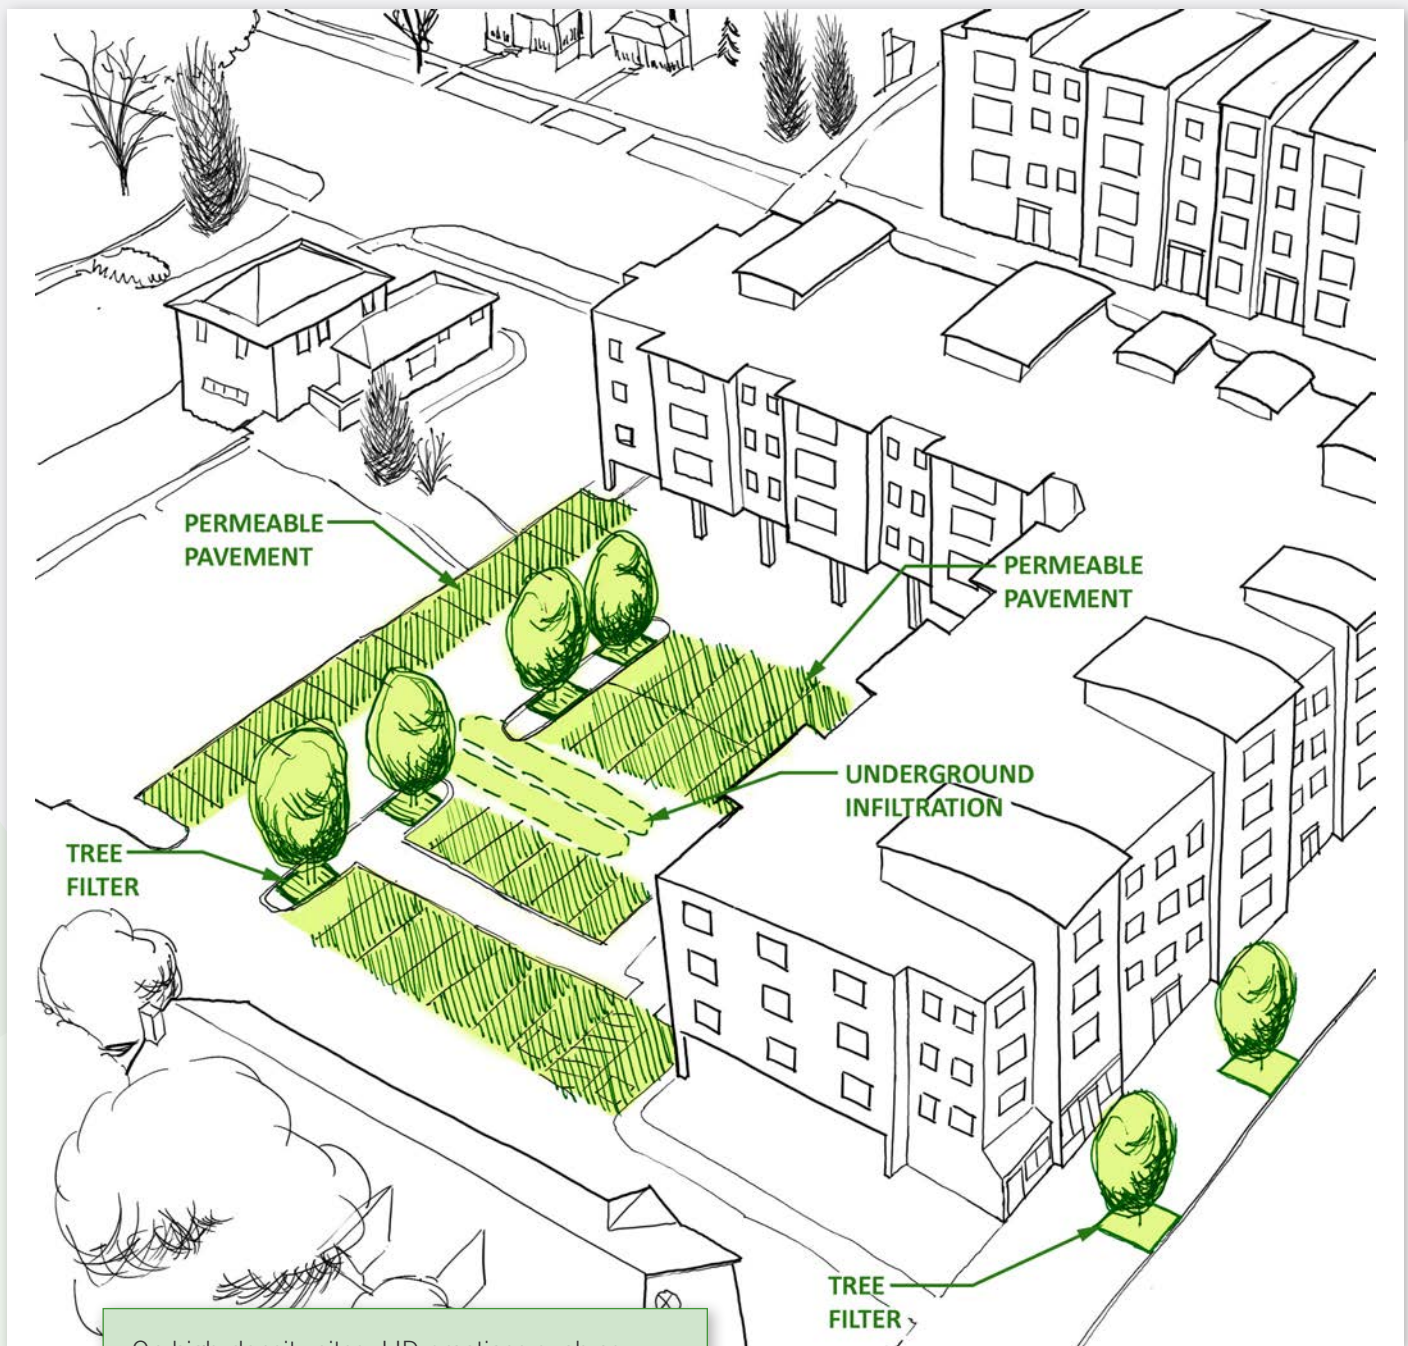 PERMEABLE
PAVEMENT
PERMEABLE
PAVEMENT
UNDERGROUND
INFILTRATION
TREE
FILTER
TREE
FILTER